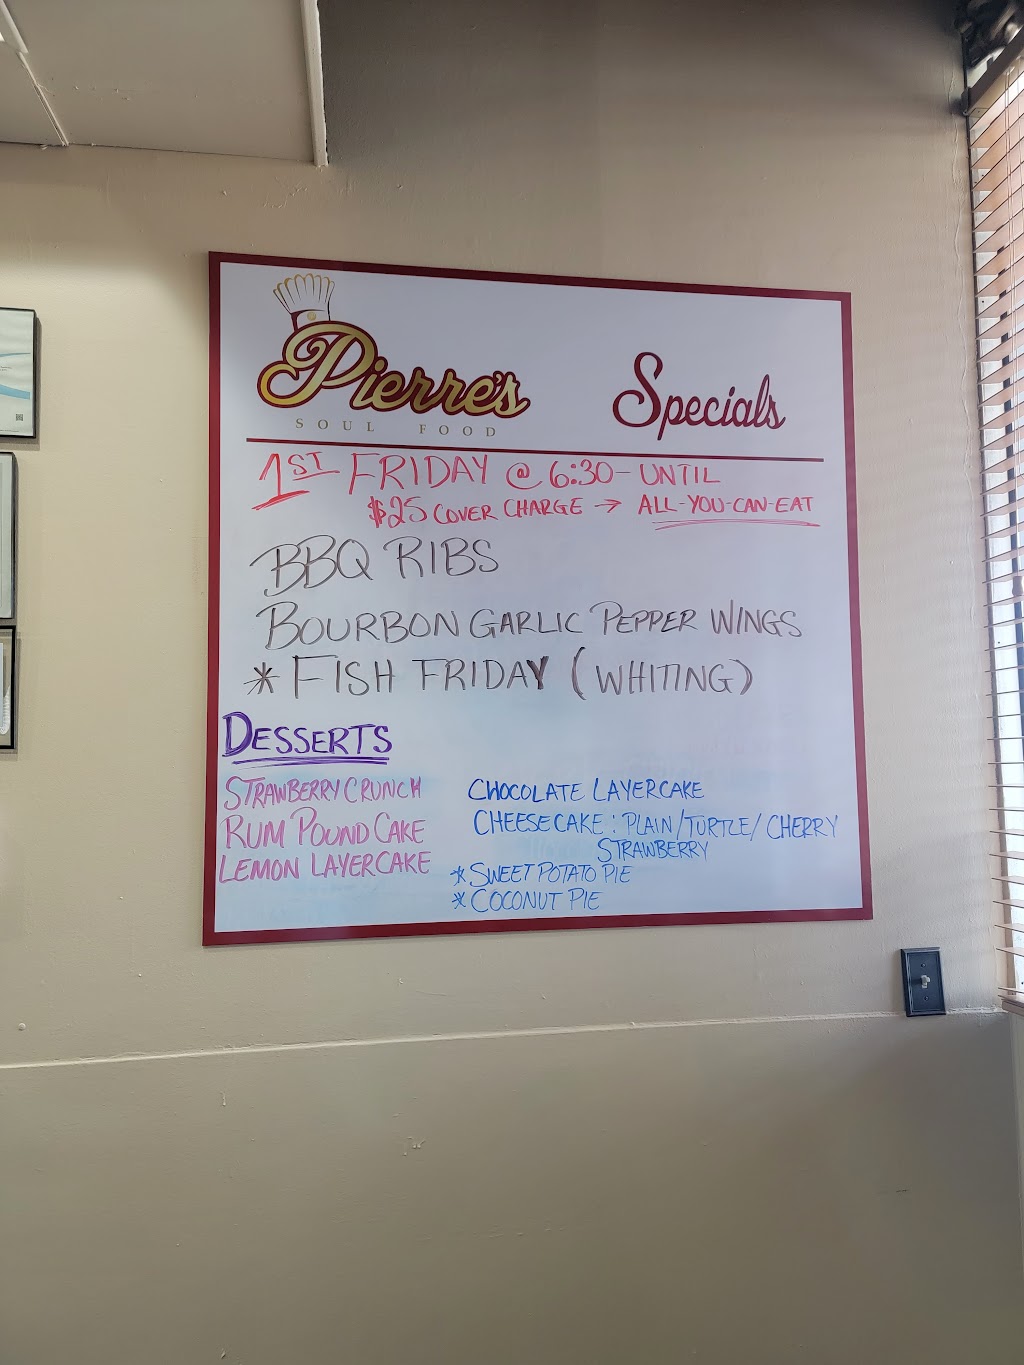 Pierre's
SOUL FOOD
Specials
1ST FRIDAY @ 6:30 - UNTIL
$25 COVER CHARGE → ALL-YOU-CAN-EAT
BBQ RIBS
BOURBON GARLIC PEPPER WINGS
* FISH FRIDAY (WHITING)
DESSERTS
STRAWBERRY CRUNCH
RUM POUND CAKE
LEMON LAYERCAKE
CHOCOLATE LAYERCAKE
CHEESECAKE: PLAIN/TURTLE/CHERRY
STRAWBERRY
* SWEET POTATO PIE
* COCONUT PIE